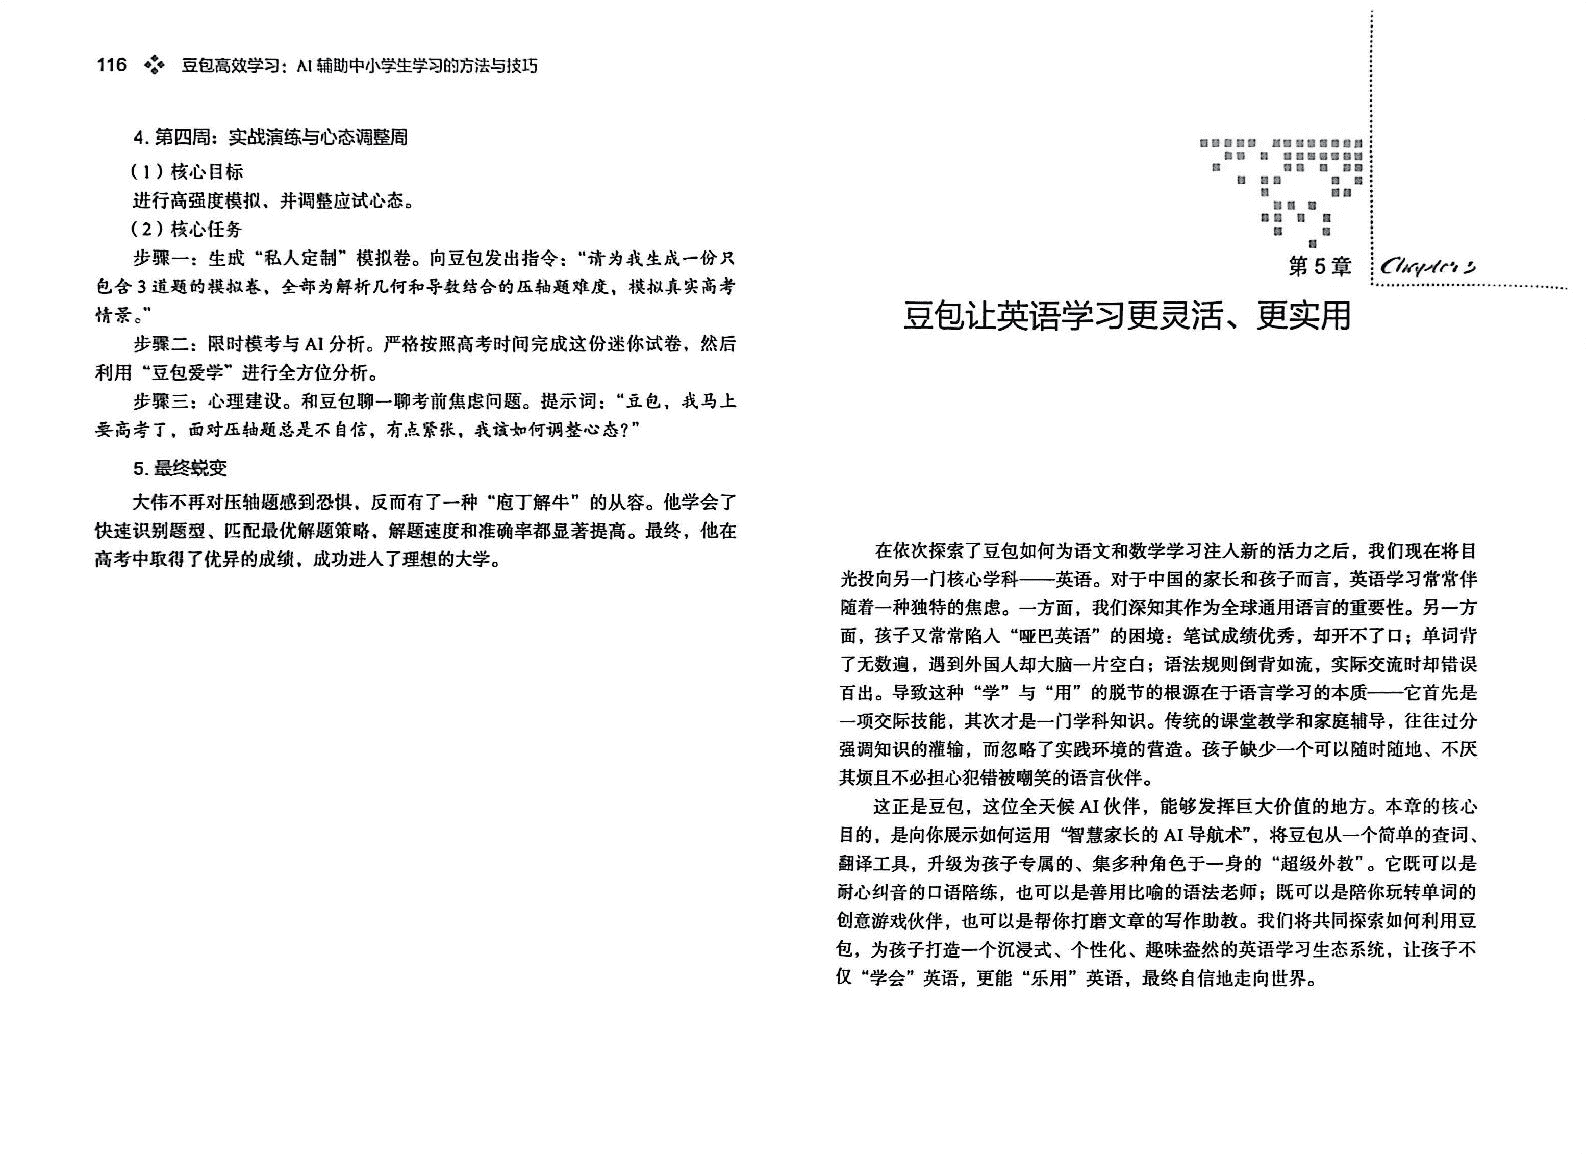 116 豆包高效学习：AI 辅助中小学生学习的方法与技巧
4. 第四周：实战演练与心态调整周
（1）核心目标
进行高强度模拟，并调整应试心态。
（2）核心任务
步骤一：生成“私人定制”模拟卷。向豆包发出指令：“请为我生成一份只
包含 3 道题的模拟卷，全部为解析几何和导数结合的压轴题难度，模拟真实高考
情景。”
步骤二：限时模考与 AI 分析。严格按照高考时间完成这份迷你试卷，然后
利用“豆包爱学”进行全方位分析。
步骤三：心理建设。和豆包聊一聊考前焦虑问题。提示词：“豆包，我马上
要高考了，面对压轴题总是不自信，有点紧张，我该如何调整心态？”
5. 最终蜕变
大伟不再对压轴题感到恐惧，反而有了一种“庖丁解牛”的从容。他学会了
快速识别题型、匹配最优解题策略，解题速度和准确率都显著提高。最终，他在
高考中取得了优异的成绩，成功进入了理想的大学。
第 5 章 Chapter 5
豆包让英语学习更灵活、更实用
在依次探索了豆包如何为语文和数学学习注入新的活力之后，我们现在将目
光投向另一门核心学科——英语。对于中国的家长和孩子而言，英语学习常常伴
随着一种独特的焦虑。一方面，我们深知其作为全球通用语言的重要性。另一方
面，孩子又常常陷入“哑巴英语”的困境：笔试成绩优秀，却开不了口；单词背
了无数遍，遇到外国人却大脑一片空白；语法规则倒背如流，实际交流时却错误
百出。导致这种“学”与“用”的脱节的根源在于语言学习的本质——它首先是
一项交际技能，其次才是一门学科知识。传统的课堂教学和家庭辅导，往往过分
强调知识的灌输，而忽略了实践环境的营造。孩子缺少一个可以随时随地、不厌
其烦且不必担心犯错被嘲笑的语言伙伴。
这正是豆包，这位全天候 AI 伙伴，能够发挥巨大价值的地方。本章的核心
目的，是向你展示如何运用“智慧家长的 AI 导航术”，将豆包从一个简单的查词、
翻译工具，升级为孩子专属的、集多种角色于一身的“超级外教”。它既可以是
耐心纠音的口语陪练，也可以是善用比喻的语法老师；既可以是陪你玩转单词的
创意游戏伙伴，也可以是帮你打磨文章的写作助教。我们将共同探索如何利用豆
包，为孩子打造一个沉浸式、个性化、趣味盎然的英语学习生态系统，让孩子不
仅“学会”英语，更能“乐用”英语，最终自信地走向世界。